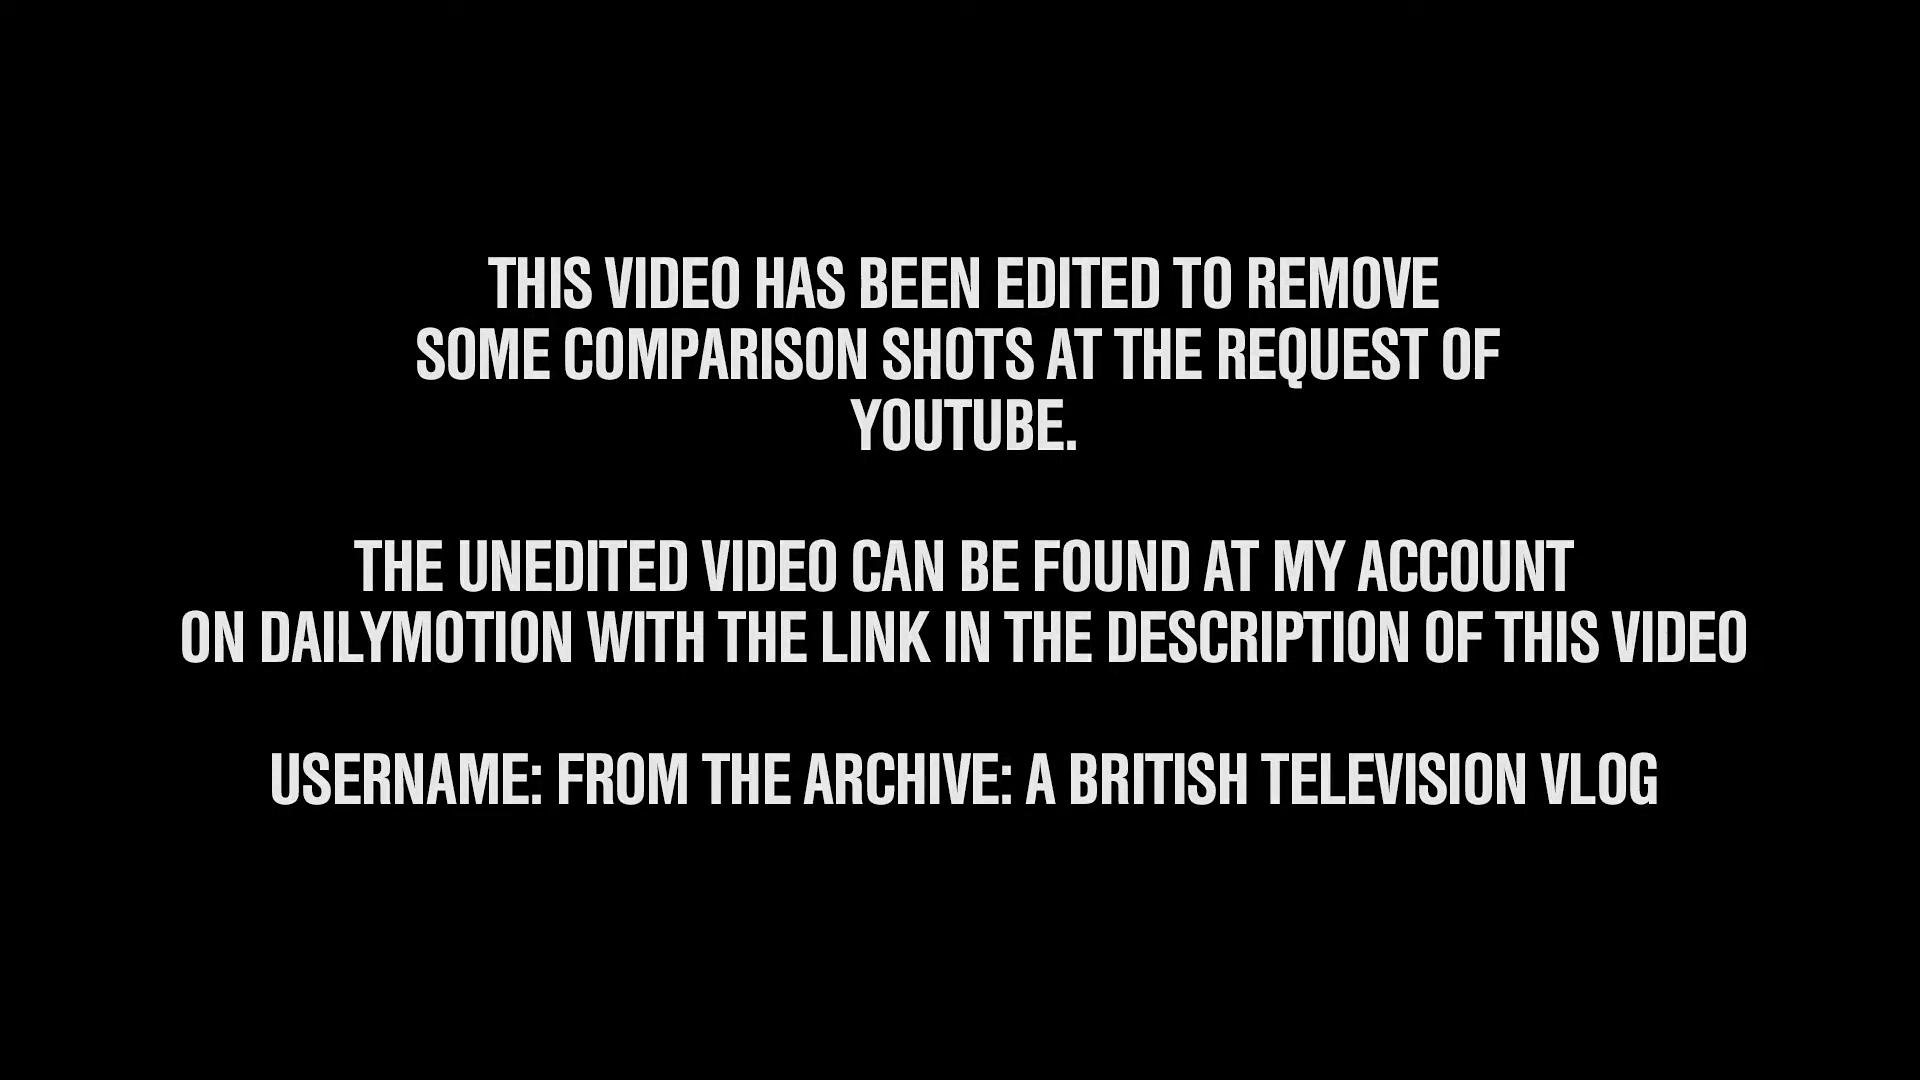 THIS VIDEO HAS BEEN EDITED TO REMOVE
SOME COMPARISON SHOTS AT THE REQUEST OF
YOUTUBE.
THE UNEDITED VIDEO CAN BE FOUND AT MY ACCOUNT
ON DAILYMOTION WITH THE LINK IN THE DESCRIPTION OF THIS VIDEO
USERNAME: FROM THE ARCHIVE: A BRITISH TELEVISION VLOG